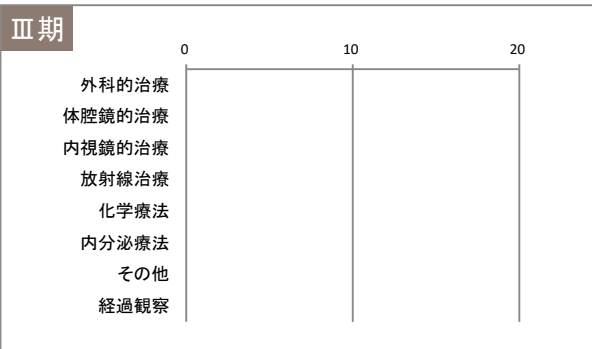 Ⅲ期
0 10 20
外科的治療
体腔鏡的治療
内視鏡的治療
放射線治療
化学療法
内分泌療法
その他
経過観察